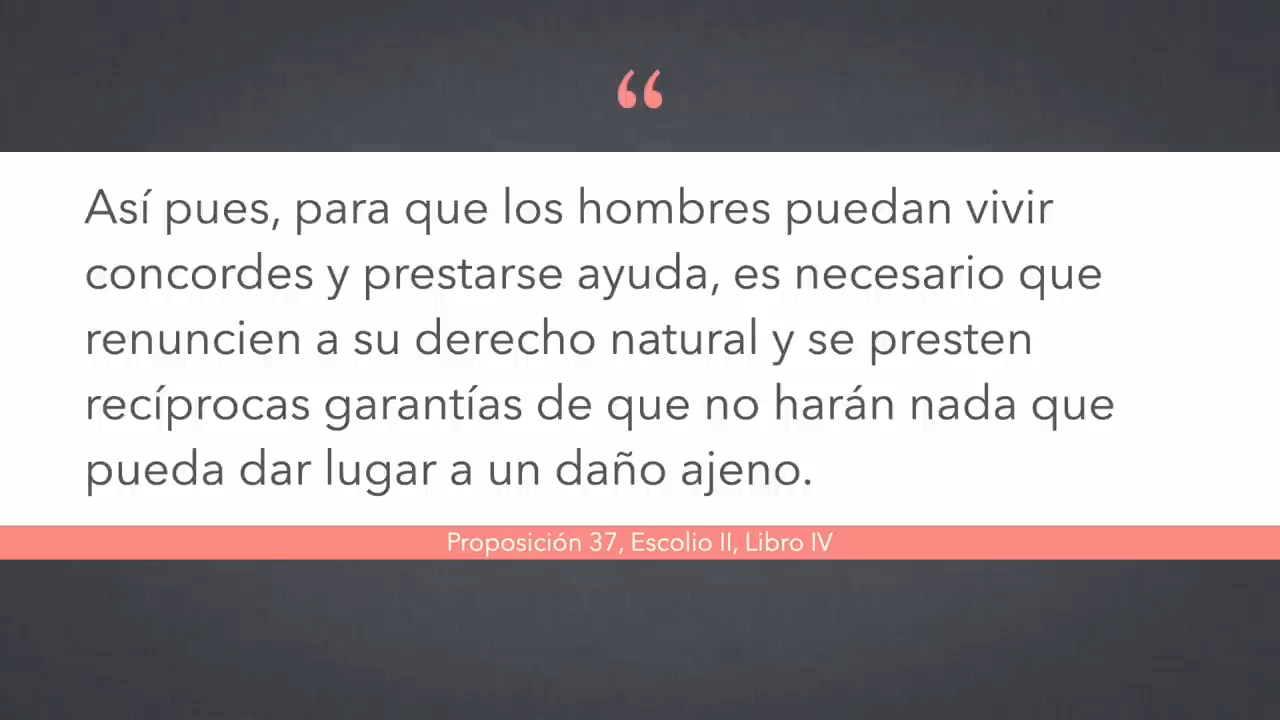 “
Así pues, para que los hombres puedan vivir
concordes y prestarse ayuda, es necesario que
renuncien a su derecho natural y se presten
recíprocas garantías de que no harán nada que
pueda dar lugar a un daño ajeno.
Proposición 37, Escolio II, Libro IV